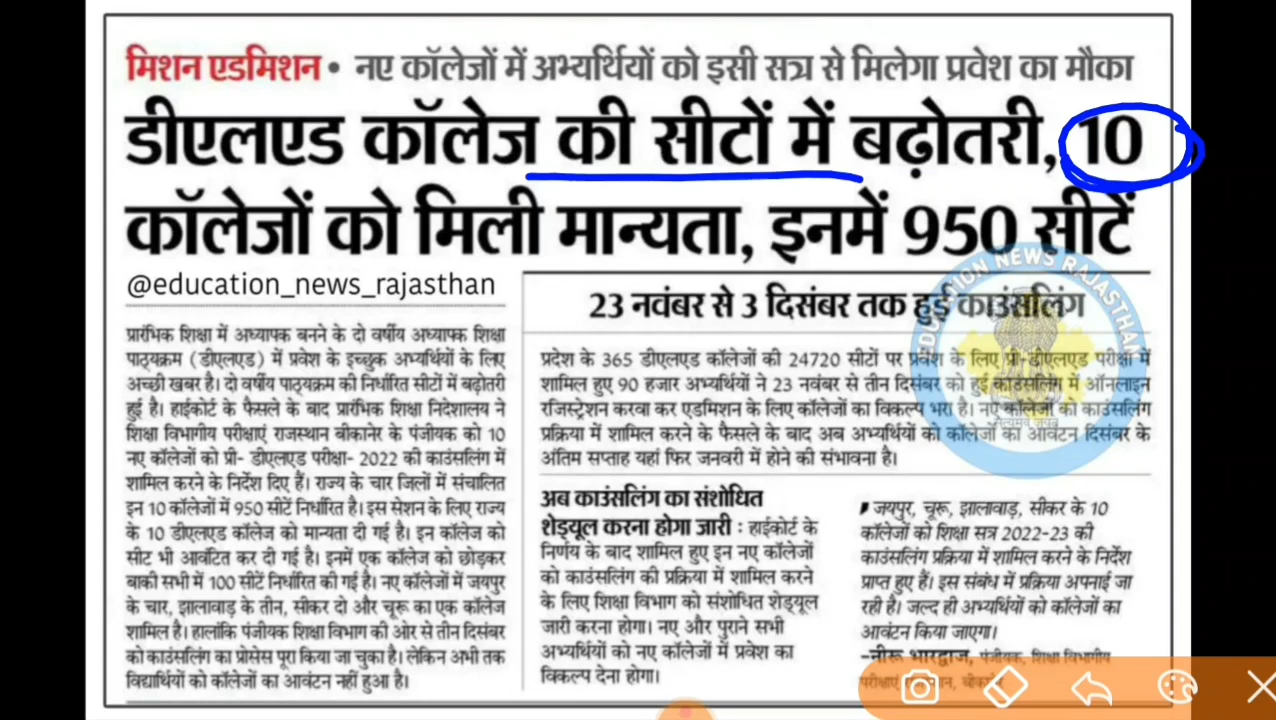 मिशन एडमिशन • नए कॉलेजों में अभ्यर्थियों को इसी सत्र से मिलेगा प्रवेश का मौका
डीएलएड कॉलेज की सीटों में बढ़ोतरी, 10
कॉलेजों को मिली मान्यता, इनमें 950 सीटें
@education_news_rajasthan
प्रारंभिक शिक्षा में अध्यापक बनने के दो वर्षीय अध्यापक शिक्षा
पाठ्यक्रम (डीएलएड) में प्रवेश के इच्छुक अभ्यर्थियों के लिए
अच्छी खबर है। दो वर्षीय पाठ्यक्रम की निर्धारित सीटों में बढ़ोतरी
हुई है। हाईकोर्ट के फैसले के बाद प्रारंभिक शिक्षा निदेशालय ने
शिक्षा विभागीय परीक्षाएं राजस्थान बीकानेर के पंजीयक को 10
नए कॉलेजों को प्री- डीएलएड परीक्षा- 2022 की काउंसलिंग में
शामिल करने के निर्देश दिए हैं। राज्य के चार जिलों में संचालित
इन 10 कॉलेजों में 950 सीटें निर्धारित है। इस सेशन के लिए राज्य
के 10 डीएलएड कॉलेज को मान्यता दी गई है। इन कॉलेज को
सीट भी आवंटित कर दी गई है। इनमें एक कॉलेज को छोड़कर
बाकी सभी में 100 सीटें निर्धारित की गई है। नए कॉलेजों में जयपुर
के चार, झालावाड़ के तीन, सीकर दो और चूरू का एक कॉलेज
शामिल है। हालांकि पंजीयक शिक्षा विभाग की ओर से तीन दिसंबर
को काउंसलिंग का प्रोसेस पूरा किया जा चुका है। लेकिन अभी तक
विद्यार्थियों को कॉलेजों का आवंटन नहीं हुआ है।
23 नवंबर से 3 दिसंबर तक हुई काउंसलिंग
प्रदेश के 365 डीएलएड कॉलेजों की 24720 सीटों पर प्रवेश के लिए प्री-डीएलएड परीक्षा में
शामिल हुए 90 हजार अभ्यर्थियों ने 23 नवंबर से तीन दिसंबर को हुई काउंसलिंग में ऑनलाइन
रजिस्ट्रेशन करवा कर एडमिशन के लिए कॉलेजों का विकल्प भरा है। नए कॉलेजों को काउंसलिंग
प्रक्रिया में शामिल करने के फैसले के बाद अब अभ्यर्थियों को कॉलेजों का आवंटन दिसंबर के
अंतिम सप्ताह यहां फिर जनवरी में होने की संभावना है।
अब काउंसलिंग का संशोधित
शेड्यूल करना होगा जारी : हाईकोर्ट के
निर्णय के बाद शामिल हुए इन नए कॉलेजों
को काउंसलिंग की प्रक्रिया में शामिल करने
के लिए शिक्षा विभाग को संशोधित शेड्यूल
जारी करना होगा। नए और पुराने सभी
अभ्यर्थियों को नए कॉलेजों में प्रवेश का
विकल्प देना होगा।
जयपुर, चूरू, झालावाड़, सीकर के 10
कॉलेजों को शिक्षा सत्र 2022-23 की
काउंसलिंग प्रक्रिया में शामिल करने के निर्देश
प्राप्त हुए हैं। इस संबंध में प्रक्रिया अपनाई जा
रही है। जल्द ही अभ्यर्थियों को कॉलेजों का
आवंटन किया जाएगा।
-नीरू भारद्वाज, पंजीयक, शिक्षा विभागीय
परीक्षाएं
EDUCATION NEWS RAJASTHAN
सत्यमेव जयते